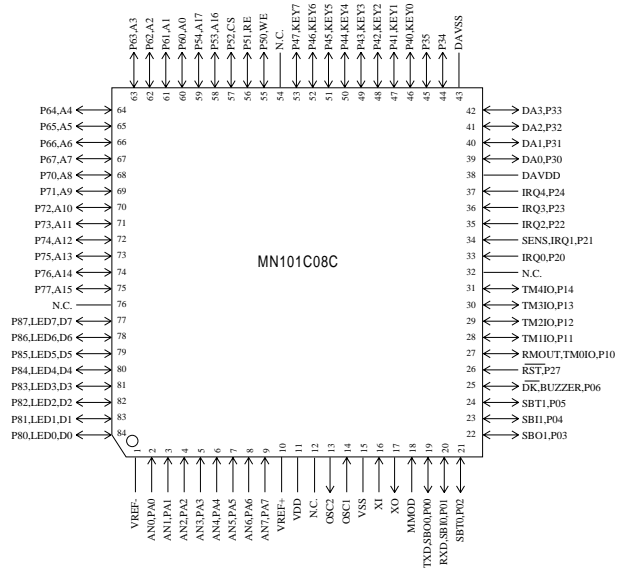 P63,A3
P62,A2
P61,A1
P60,A0
P54,A17
P53,A16
P52,CS
P51,RE
P50,WE
N.C.
P47,KEY7
P46,KEY6
P45,KEY5
P44,KEY4
P43,KEY3
P42,KEY2
P41,KEY1
P40,KEY0
P35
P34
DAVSS
63
62
61
60
59
58
57
56
55
54
53
52
51
50
49
48
47
46
45
44
43
P64,A4 64
P65,A5 65
P66,A6 66
P67,A7 67
P70,A8 68
P71,A9 69
P72,A10 70
P73,A11 71
P74,A12 72
P75,A13 73
P76,A14 74
P77,A15 75
N.C. 76
P87,LED7,D7 77
P86,LED6,D6 78
P85,LED5,D5 79
P84,LED4,D4 80
P83,LED3,D3 81
P82,LED2,D2 82
P81,LED1,D1 83
P80,LED0,D0 84
MN101C08C
42 DA3,P33
41 DA2,P32
40 DA1,P31
39 DA0,P30
38 DAVDD
37 IRQ4,P24
36 IRQ3,P23
35 IRQ2,P22
34 SENS,IRQ1,P21
33 IRQ0,P20
32 N.C.
31 TM4IO,P14
30 TM3IO,P13
29 TM2IO,P12
28 TM1IO,P11
27 RMOUT,TM0IO,P10
26 RST,P27
25 DK,BUZZER,P06
24 SBT1,P05
23 SBI1,P04
22 SBO1,P03
1
2
3
4
5
6
7
8
9
10
11
12
13
14
15
16
17
18
19
20
21
VREF-
AN0,PA0
AN1,PA1
AN2,PA2
AN3,PA3
AN4,PA4
AN5,PA5
AN6,PA6
AN7,PA7
VREF+
VDD
N.C.
OSC2
OSC1
VSS
XI
XO
MMOD
TXD,SBO0,P00
RXD,SBI0,P01
SBT0,P02